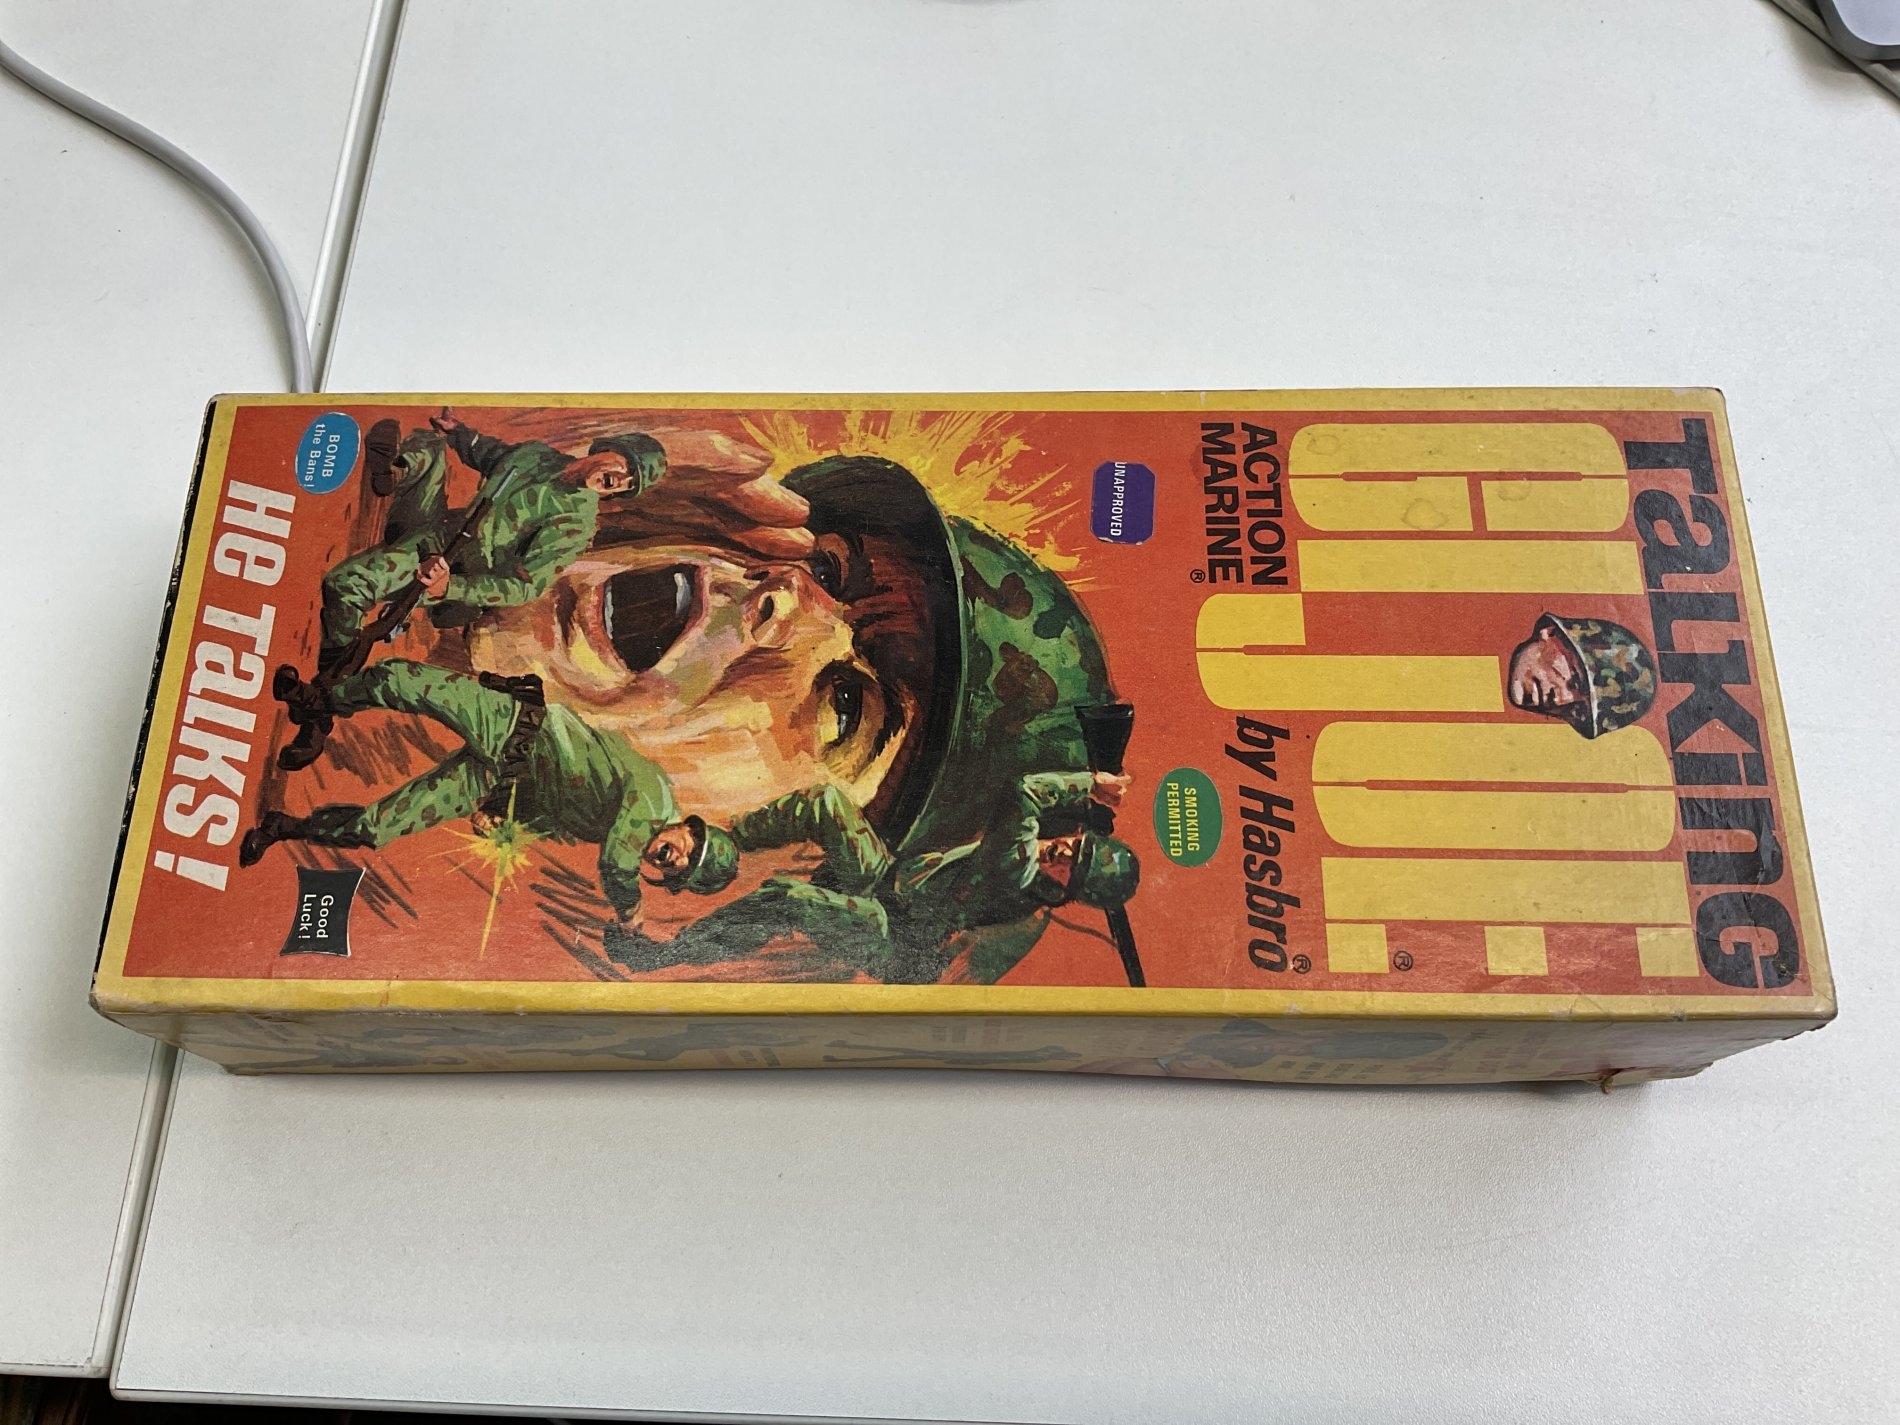 TaLKiNG
GI JOE
®
ACTION
MARINE®
by Hasbro®
UNAPPROVED
SMOKING
PERMITTED
BOMB
the Bans!
Good
Luck!
He TaLKS!